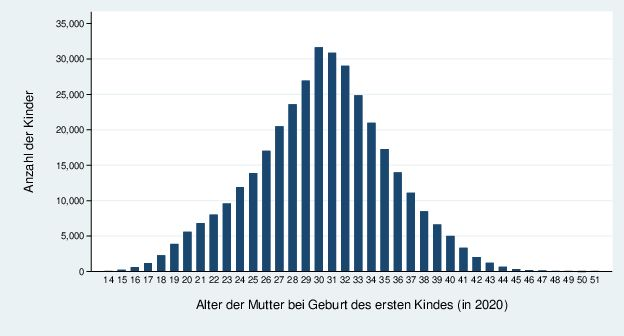 35,000
30,000
25,000
20,000
15,000
10,000
5,000
0
Anzahl der Kinder
14 15 16 17 18 19 20 21 22 23 24 25 26 27 28 29 30 31 32 33 34 35 36 37 38 39 40 41 42 43 44 45 46 47 48 49 50 51
Alter der Mutter bei Geburt des ersten Kindes (in 2020)